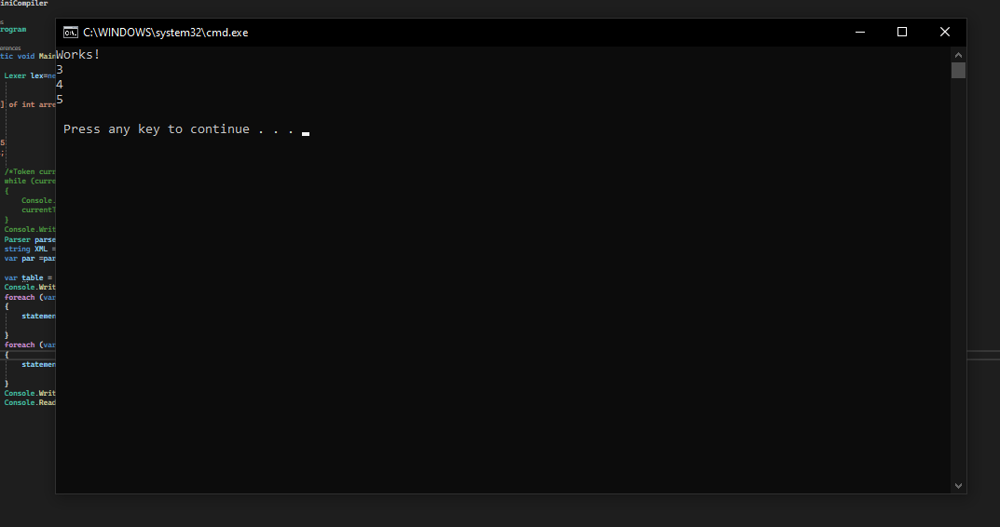 iniCompiler
s
rogram
erences
tic void Main
Lexer lex=ne
] of int arre
5
;
/*Token curr
while (curre
{
Console.
currentT
}
Console.Writ
Parser parse
string XML =
var par =par
var table =
Console.Writ
foreach (var
{
statemen
}
foreach (var
{
statemen
}
Console.Writ
Console.Read
C:\WINDOWS\system32\cmd.exe
Works!
3
4
5
Press any key to continue . . .